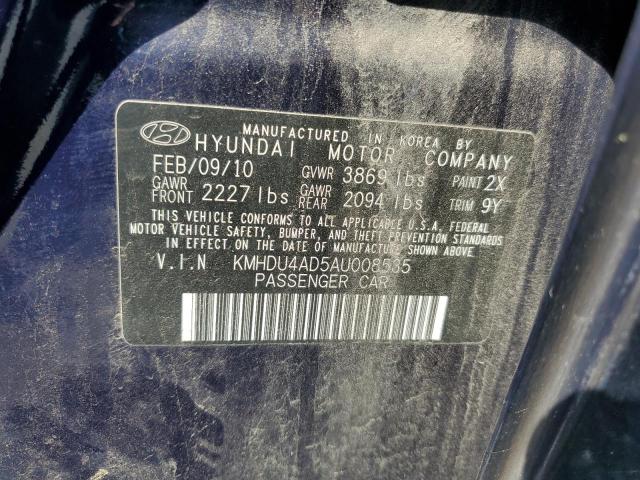 MANUFACTURED IN KOREA BY
HYUNDAI MOTOR COMPANY
FEB/09/10 GVWR 3869 lbs PAINT 2X
GAWR FRONT 2227 lbs GAWR REAR 2094 lbs TRIM 9Y
THIS VEHICLE CONFORMS TO ALL APPLICABLE U.S.A. FEDERAL
MOTOR VEHICLE SAFETY, BUMPER, AND THEFT PREVENTION STANDARDS
IN EFFECT ON THE DATE OF MANUFACTURE SHOWN ABOVE.
V.I.N KMHDU4AD5AU008535
PASSENGER CAR